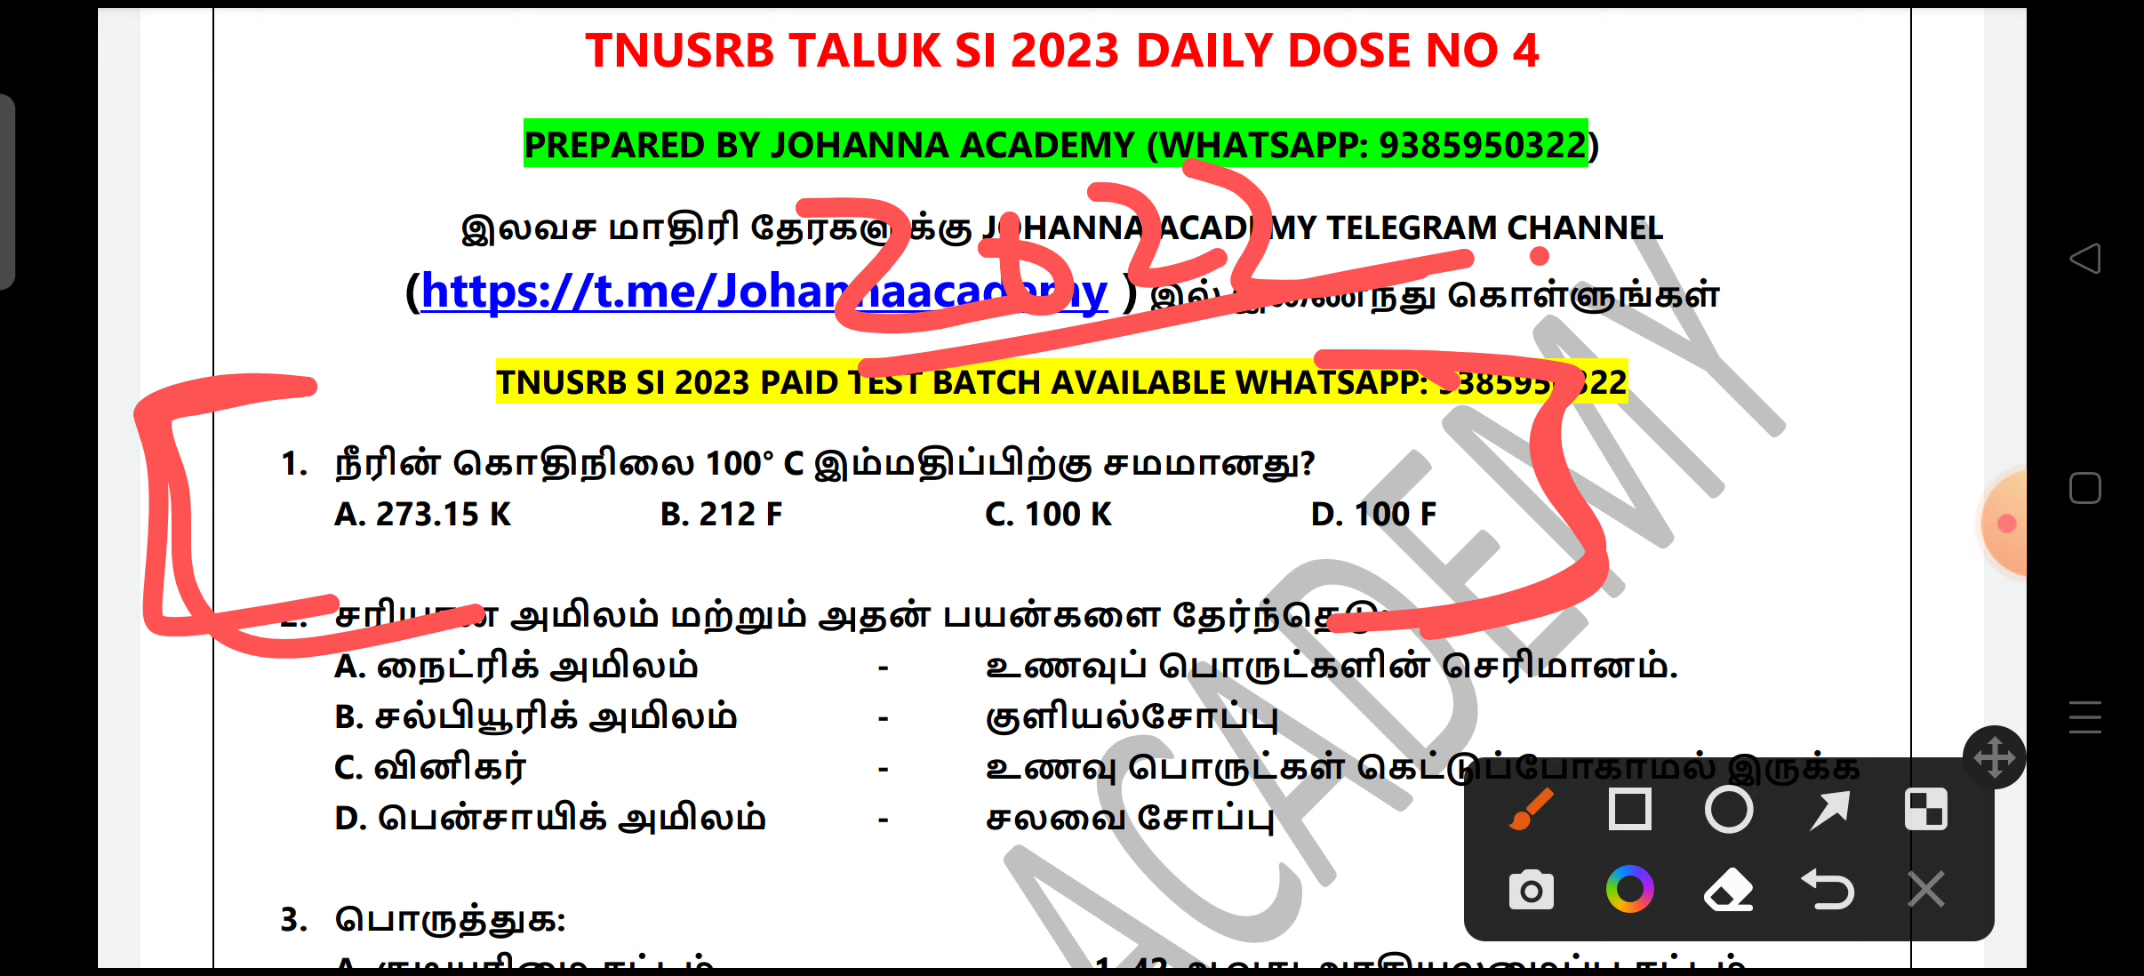 TNUSRB TALUK SI 2023 DAILY DOSE NO 4
PREPARED BY JOHANNA ACADEMY (WHATSAPP: 9385950322)
இலவச மாதிரி JOHANNA ACADEMY TELEGRAM CHANNEL
(https://t.me/Johannaacademy ) இல் கொள்ளுங்கள்
2022
TNUSRB SI 2023 PAID TEST BATCH AVAILABLE WHATSAPP: 9385950322
1. நீரின் கொதிநிலை 100° C இம்மதிப்பிற்கு சமமானது?
A. 273.15 K B. 212 F C. 100 K D. 100 F
2. சரியான அமிலம் மற்றும் அதன் பயன்களை
A. நைட்ரிக் அமிலம் - உணவுப் பொருட்களின் செரிமானம்.
B. சல்பியூரிக் அமிலம் - குளியல்சோப்பு
C. வினிகர் - உணவு பொருட்கள் கெட்டுப்போகாமல் இருக்க
D. பென்சாயிக் அமிலம் - சலவை சோப்பு
3. பொருத்துக:
ACADEMY